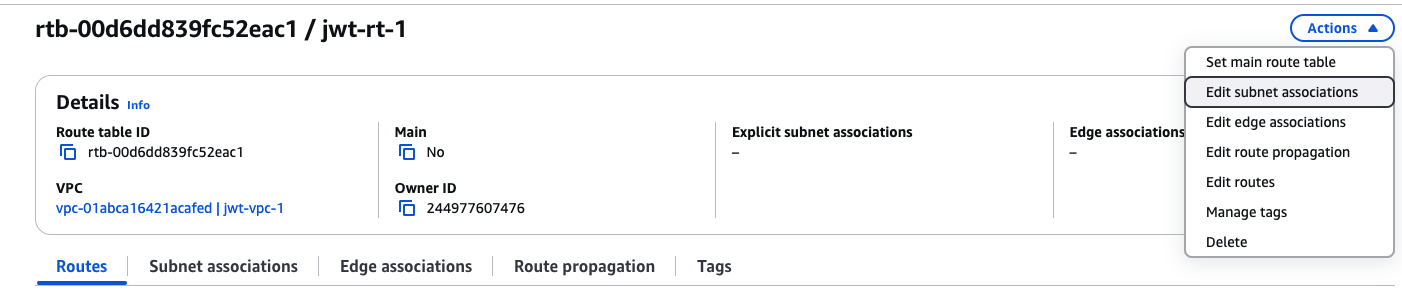 rtb-00d6dd839fc52eac1 / jwt-rt-1
Actions
Set main route table
Edit subnet associations
Edit edge associations
Edit route propagation
Edit routes
Manage tags
Delete
Details Info
Route table ID
rtb-00d6dd839fc52eac1
Main
No
Explicit subnet associations
–
Edge associations
–
VPC
vpc-01abca16421acafed | jwt-vpc-1
Owner ID
244977607476
Routes
Subnet associations
Edge associations
Route propagation
Tags